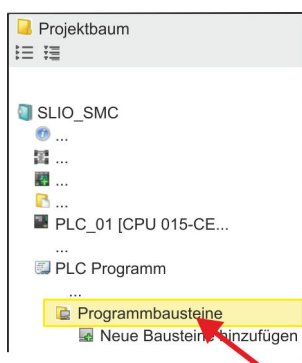 Projektbaum
SLIO_SMC
...
...
...
...
PLC_01 [CPU 015-CE...
...
PLC Programm
...
Programmbausteine
Neue Bausteine hinzufügen